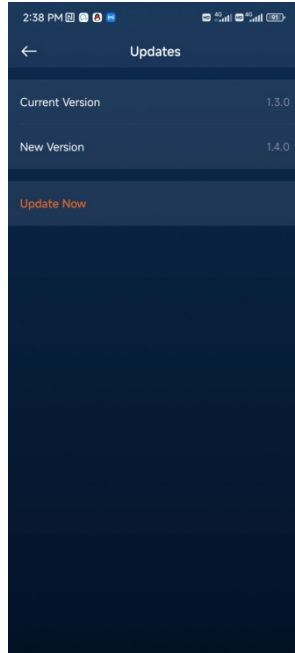 2:38 PM
Updates
Current Version 1.3.0
New Version 1.4.0
Update Now